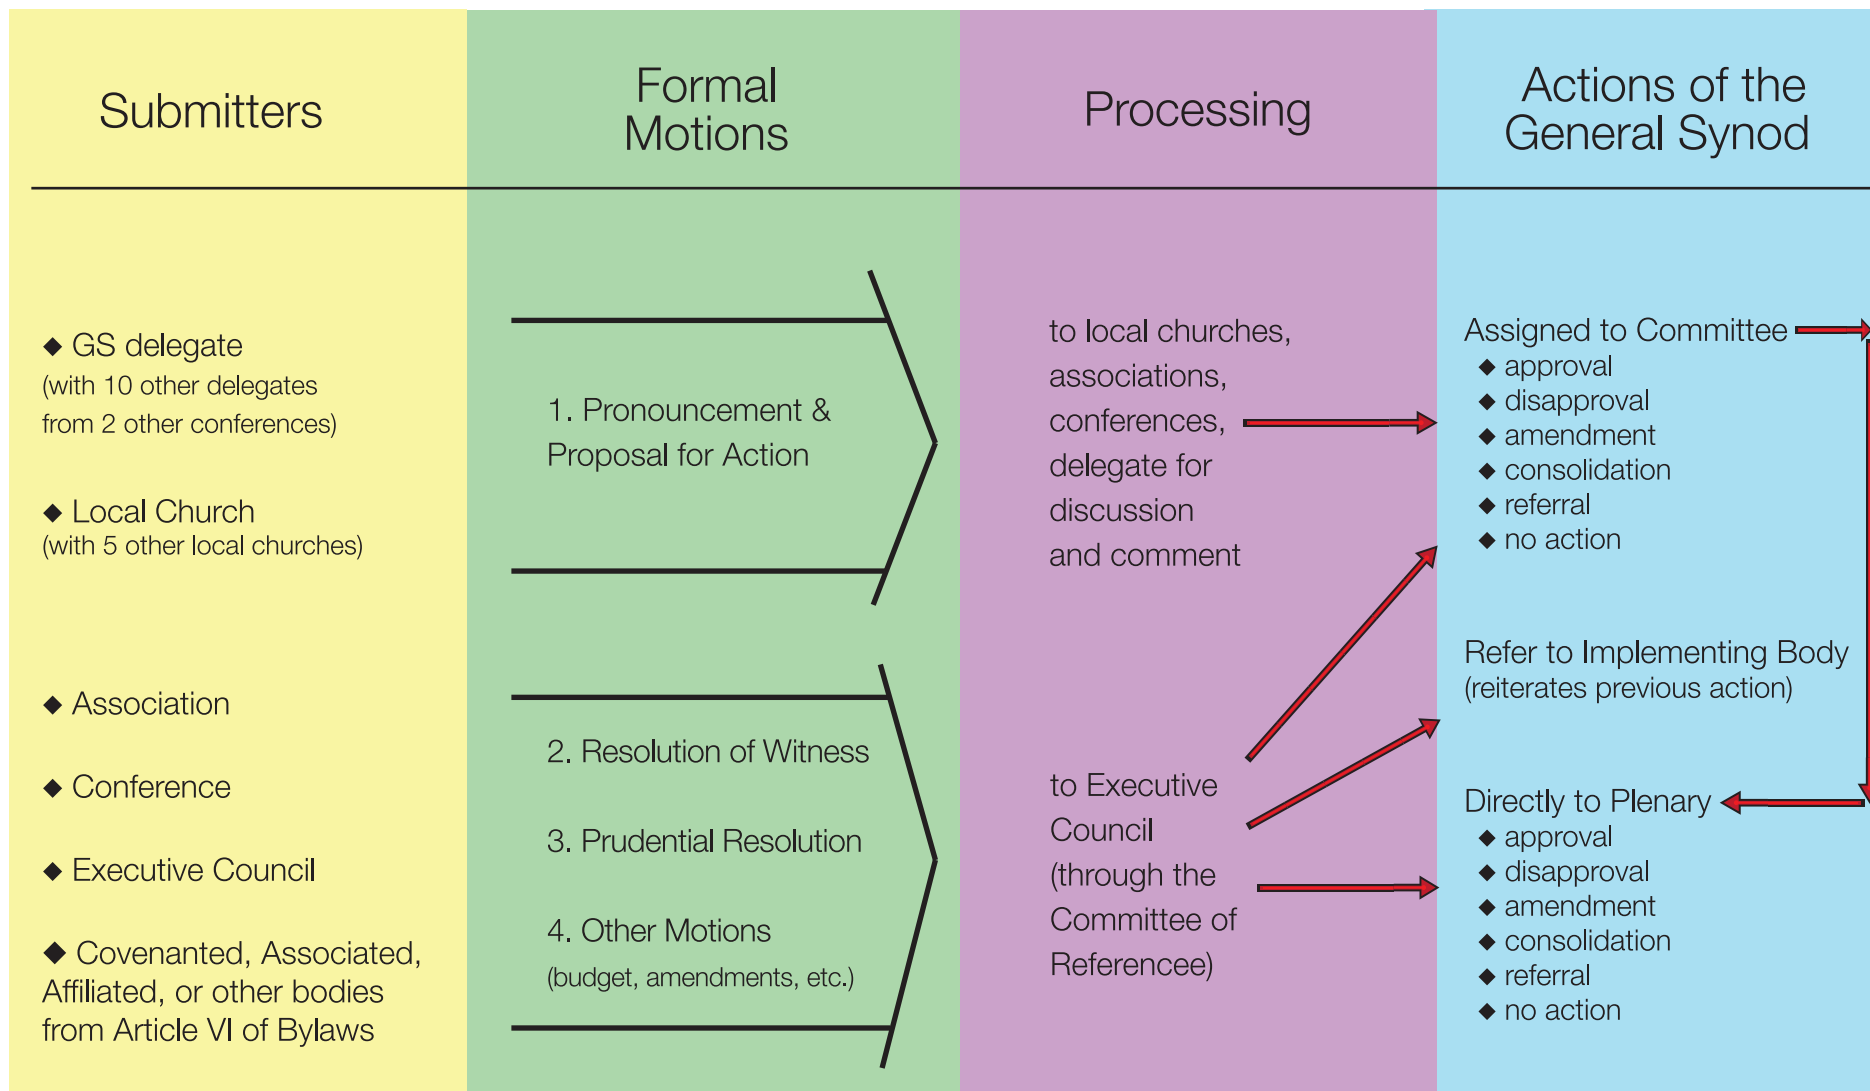 Submitters
◆ GS delegate
(with 10 other delegates
from 2 other conferences)
◆ Local Church
(with 5 other local churches)
◆ Association
◆ Conference
◆ Executive Council
◆ Covenanted, Associated,
Affiliated, or other bodies
from Article VI of Bylaws
Formal
Motions
1. Pronouncement &
Proposal for Action
2. Resolution of Witness
3. Prudential Resolution
4. Other Motions
(budget, amendments, etc.)
Processing
to local churches,
associations,
conferences,
delegate for
discussion
and comment
to Executive
Council
(through the
Committee of
Referencee)
Actions of the
General Synod
Assigned to Committee
◆ approval
◆ disapproval
◆ amendment
◆ consolidation
◆ referral
◆ no action
Refer to Implementing Body
(reiterates previous action)
Directly to Plenary
◆ approval
◆ disapproval
◆ amendment
◆ consolidation
◆ referral
◆ no action